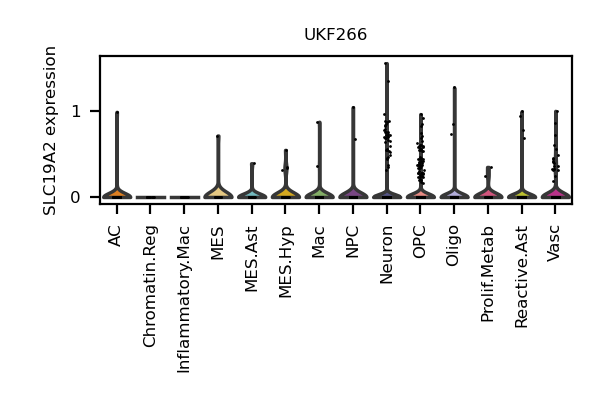 UKF266
SLC19A2 expression
1
0
AC
Chromatin.Reg
Inflammatory.Mac
MES
MES.Ast
MES.Hyp
Mac
NPC
Neuron
OPC
Oligo
Prolif.Metab
Reactive.Ast
Vasc